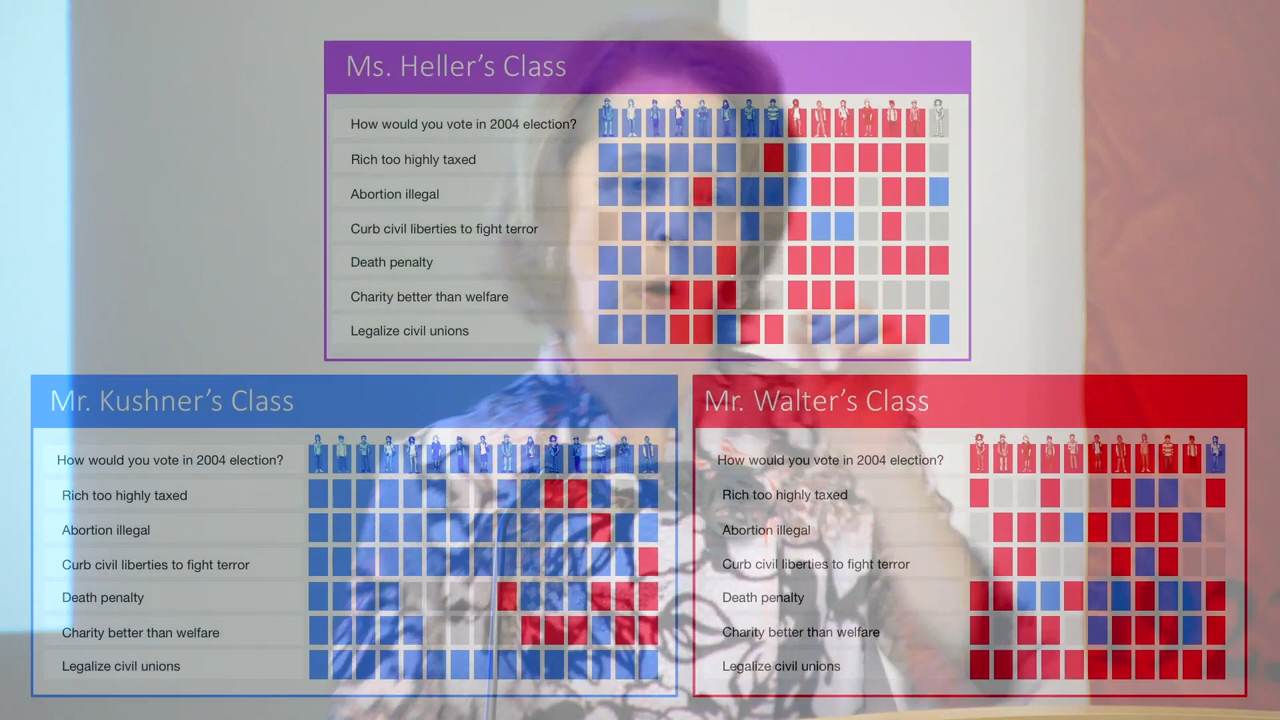 Ms. Heller’s Class
How would you vote in 2004 election?
Rich too highly taxed
Abortion illegal
Curb civil liberties to fight terror
Death penalty
Charity better than welfare
Legalize civil unions
Mr. Kushner’s Class
How would you vote in 2004 election?
Rich too highly taxed
Abortion illegal
Curb civil liberties to fight terror
Death penalty
Charity better than welfare
Legalize civil unions
Mr. Walter’s Class
How would you vote in 2004 election?
Rich too highly taxed
Abortion illegal
Curb civil liberties to fight terror
Death penalty
Charity better than welfare
Legalize civil unions